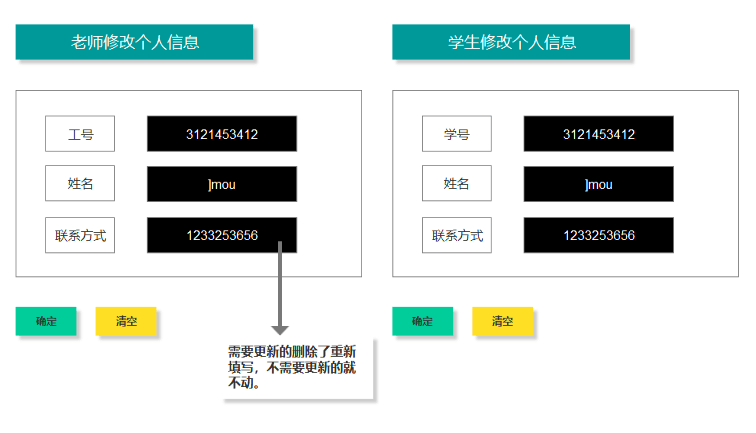 老师修改个人信息
学生修改个人信息
工号
3121453412
姓名
]mou
联系方式
1233253656
学号
3121453412
姓名
]mou
联系方式
1233253656
确定
清空
确定
清空
需要更新的删除了重新
填写，不需要更新的就
不动。